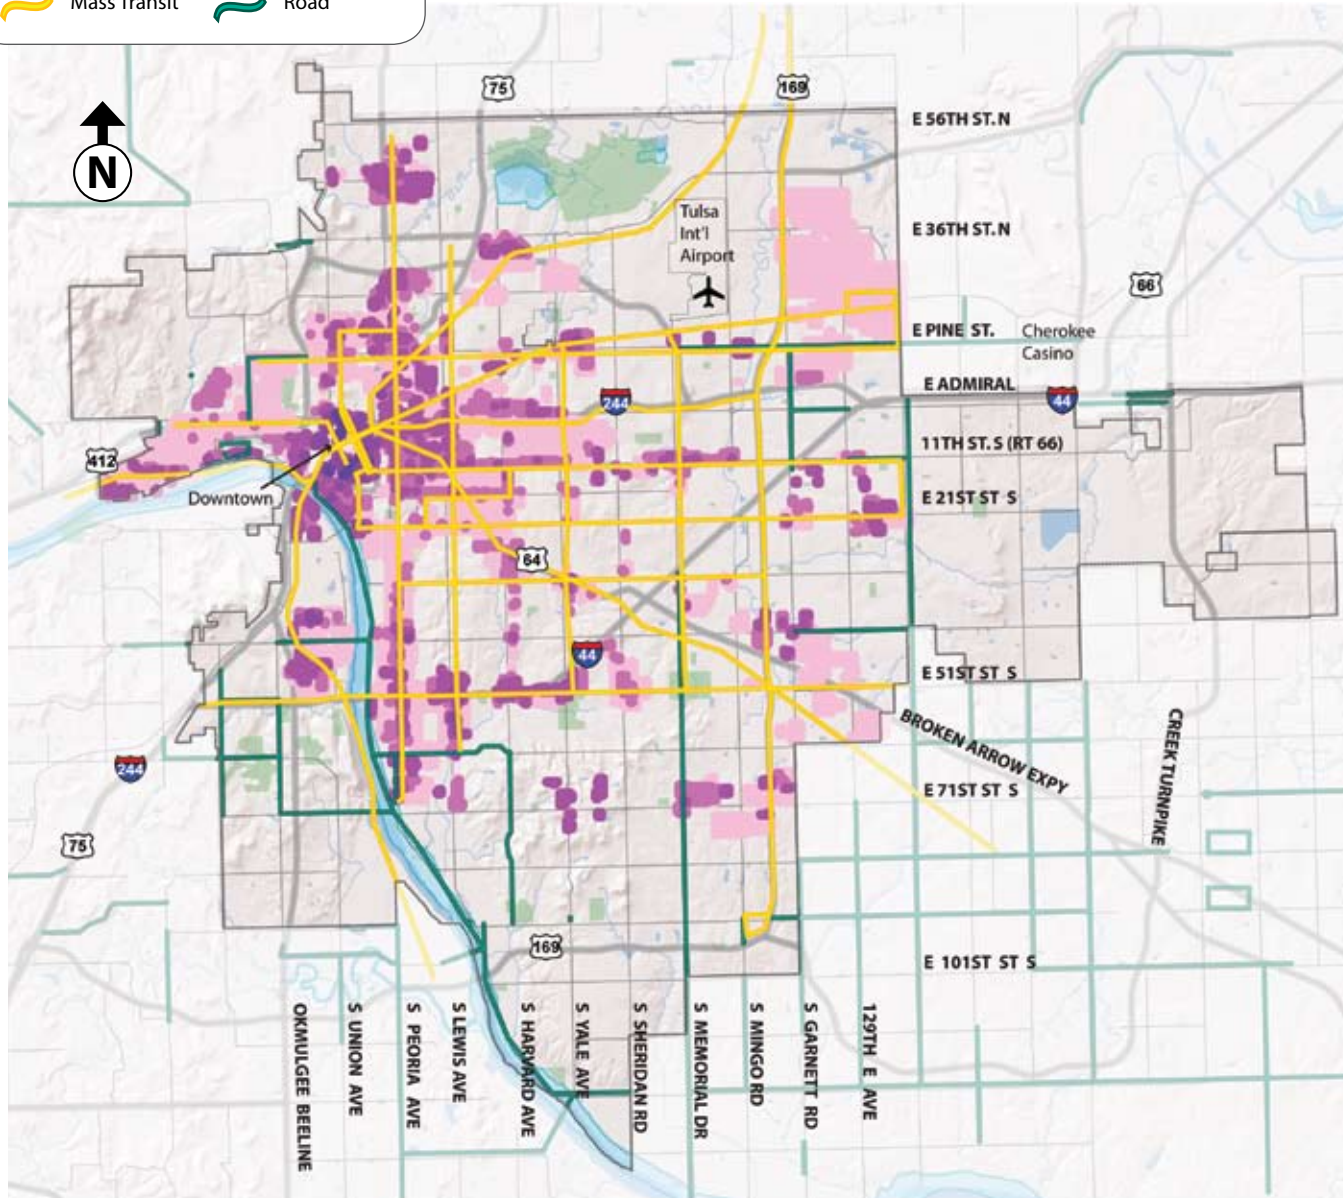 Mass Transit
Road
N
75
169
E 56TH ST. N
Tulsa
Int'l
Airport
E 36TH ST. N
66
E PINE ST.
Cherokee
Casino
E ADMIRAL
244
44
11TH ST. S (RT 66)
412
Downtown
E 21ST ST S
64
44
E 51ST ST S
BROKEN ARROW EXPY
CREEK TURNPIKE
244
E 71ST ST S
75
169
E 101ST ST S
OKMULGEE BEELINE
S UNION AVE
S PEORIA AVE
S LEWIS AVE
S HARVARD AVE
S YALE AVE
S SHERIDAN RD
S MEMORIAL DR
S MINGO RD
S GARNETT RD
129TH E AVE